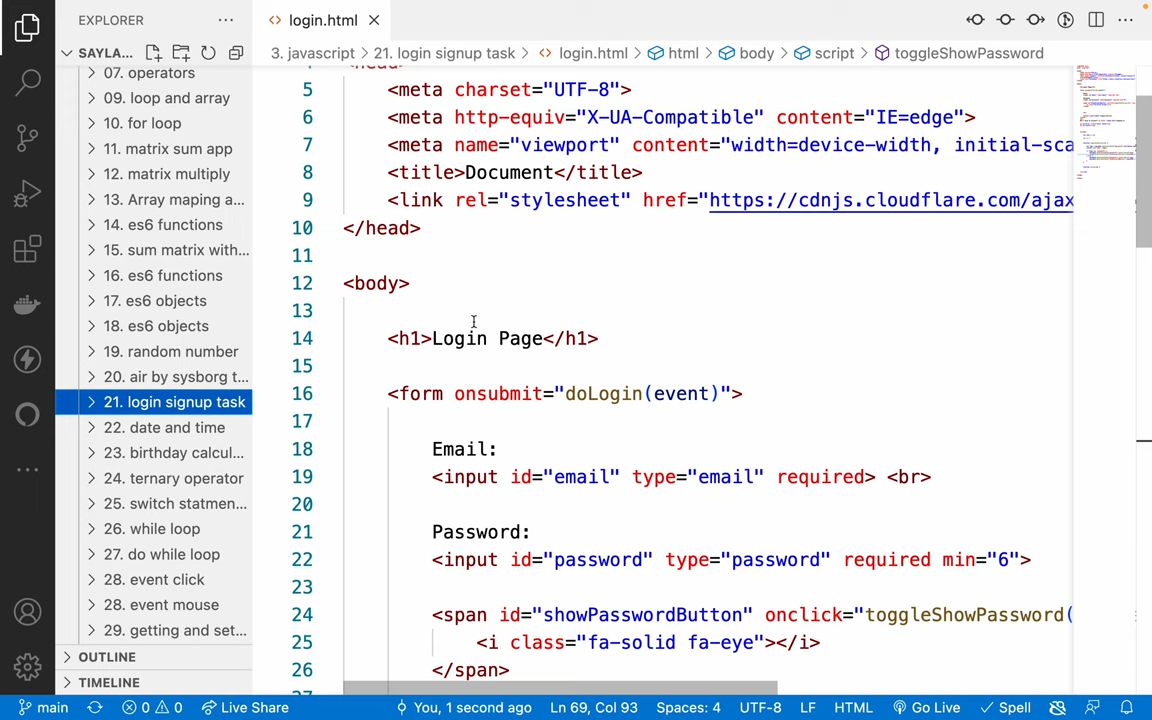 EXPLORER
SAYLA...
07. operators
09. loop and array
10. for loop
11. matrix sum app
12. matrix multiply
13. Array maping a...
14. es6 functions
15. sum matrix with...
16. es6 functions
17. es6 objects
18. es6 objects
19. random number
20. air by sysborg t...
21. login signup task
22. date and time
23. birthday calcul...
24. ternary operator
25. switch statmen...
26. while loop
27. do while loop
28. event click
28. event mouse
29. getting and set...
OUTLINE
TIMELINE
login.html
3. javascript > 21. login signup task > login.html > html > body > script > toggleShowPassword
4 <head>
5 <meta charset="UTF-8">
6 <meta http-equiv="X-UA-Compatible" content="IE=edge">
7 <meta name="viewport" content="width=device-width, initial-sca
8 <title>Document</title>
9 <link rel="stylesheet" href="https://cdnjs.cloudflare.com/ajax
10 </head>
11
12 <body>
13
14 <h1>Login Page</h1>
15
16 <form onsubmit="doLogin(event)">
17
18 Email:
19 <input id="email" type="email" required> <br>
20
21 Password:
22 <input id="password" type="password" required min="6">
23
24 <span id="showPasswordButton" onclick="toggleShowPassword(
25 <i class="fa-solid fa-eye"></i>
26 </span>
27
main 0 0 Live Share You, 1 second ago Ln 69, Col 93 Spaces: 4 UTF-8 LF HTML Go Live Spell